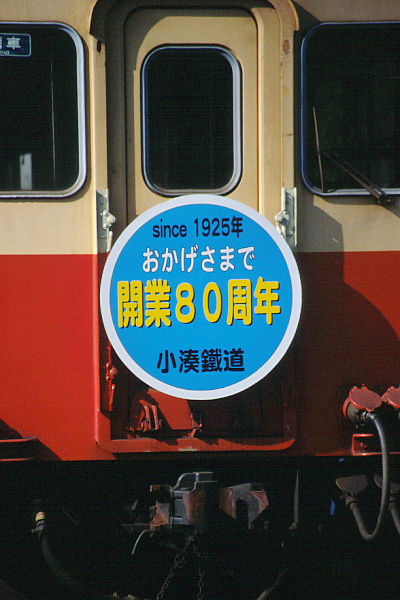 since 1925年
おかげさまで
開業80周年
小湊鐵道